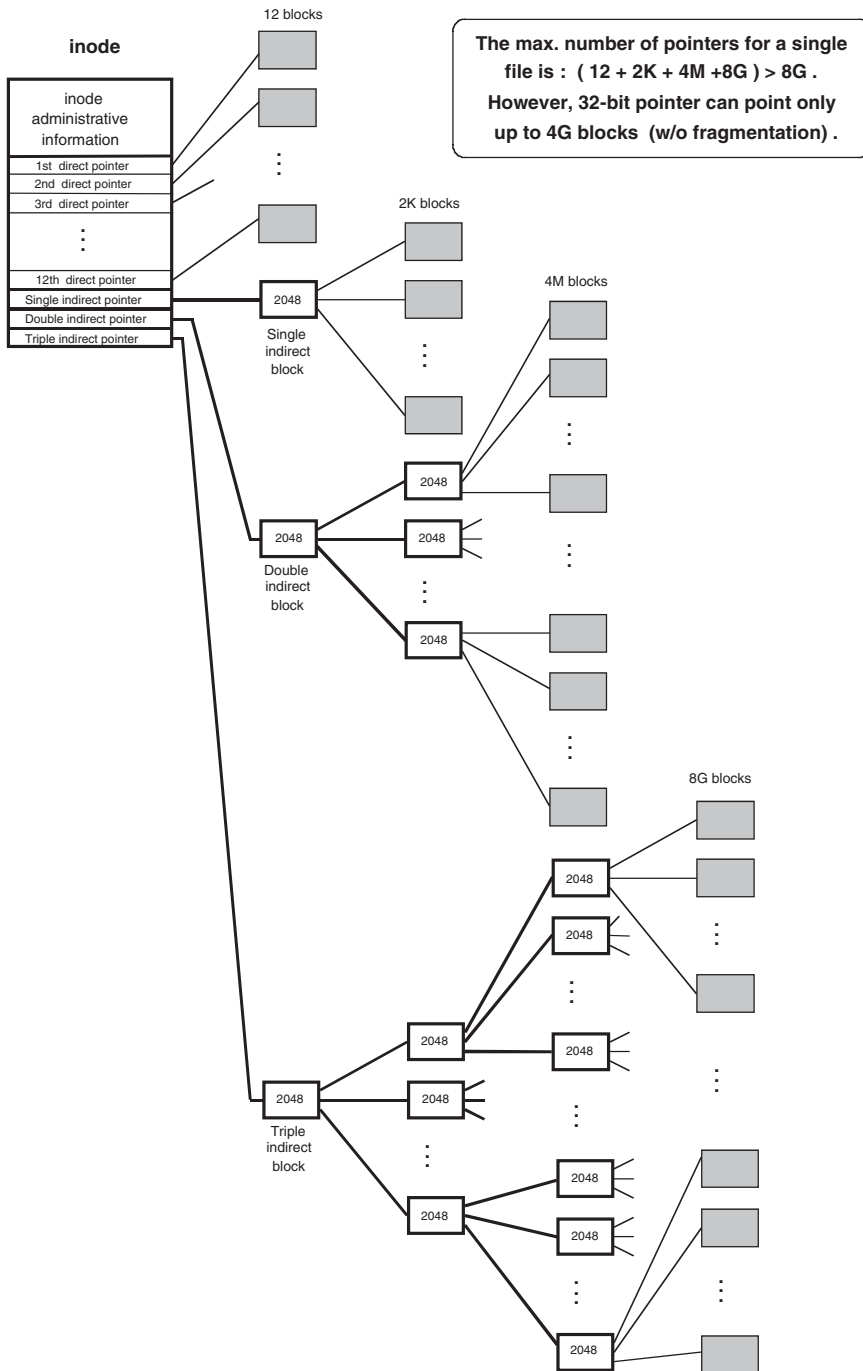 12 blocks
inode
The max. number of pointers for a single
file is : ( 12 + 2K + 4M +8G ) > 8G .
However, 32-bit pointer can point only
up to 4G blocks (w/o fragmentation) .
inode
administrative
information
1st direct pointer
2nd direct pointer
3rd direct pointer
12th direct pointer
Single indirect pointer
Double indirect pointer
Triple indirect pointer
2K blocks
2048
Single
indirect
block
4M blocks
2048
2048
2048
Double
indirect
block
2048
8G blocks
2048
2048
2048
2048
2048
2048
Triple
indirect
block
2048
2048
2048
2048